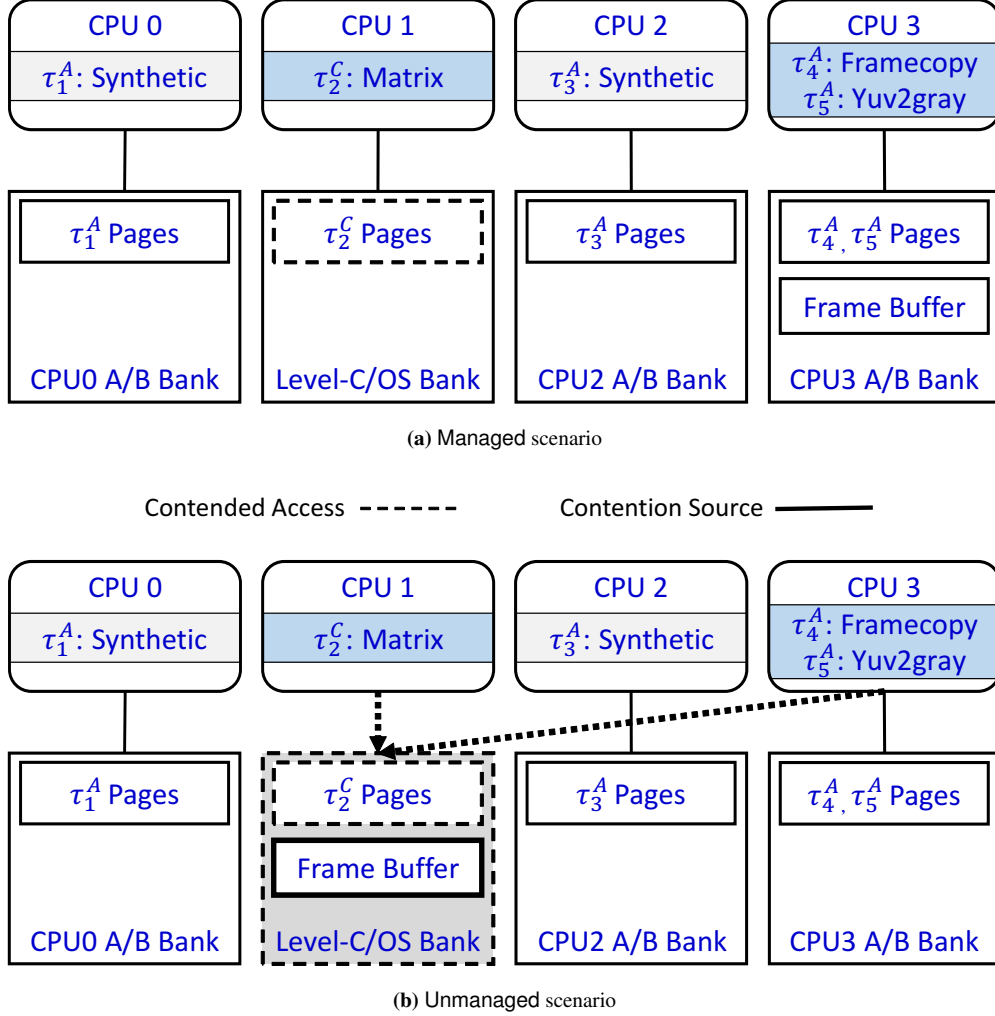 CPU 0
CPU 1
CPU 2
CPU 3
τ₁ᴬ: Synthetic
τ₂ᶜ: Matrix
τ₃ᴬ: Synthetic
τ₄ᴬ: Framecopy
τ₅ᴬ: Yuv2gray
τ₁ᴬ Pages
τ₂ᶜ Pages
τ₃ᴬ Pages
τ₄ᴬ, τ₅ᴬ Pages
Frame Buffer
CPU0 A/B Bank
Level-C/OS Bank
CPU2 A/B Bank
CPU3 A/B Bank
(a) Managed scenario
Contended Access
Contention Source
CPU 0
CPU 1
CPU 2
CPU 3
τ₁ᴬ: Synthetic
τ₂ᶜ: Matrix
τ₃ᴬ: Synthetic
τ₄ᴬ: Framecopy
τ₅ᴬ: Yuv2gray
τ₁ᴬ Pages
τ₂ᶜ Pages
τ₃ᴬ Pages
τ₄ᴬ, τ₅ᴬ Pages
Frame Buffer
CPU0 A/B Bank
Level-C/OS Bank
CPU2 A/B Bank
CPU3 A/B Bank
(b) Unmanaged scenario